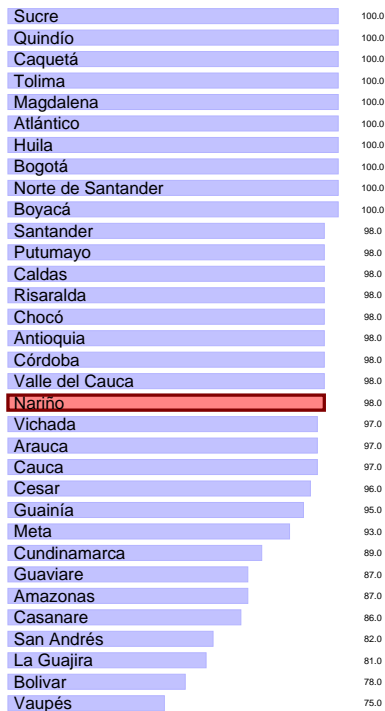 Sucre 100.0
Quindío 100.0
Caquetá 100.0
Tolima 100.0
Magdalena 100.0
Atlántico 100.0
Huila 100.0
Bogotá 100.0
Norte de Santander 100.0
Boyacá 100.0
Santander 98.0
Putumayo 98.0
Caldas 98.0
Risaralda 98.0
Chocó 98.0
Antioquia 98.0
Córdoba 98.0
Valle del Cauca 98.0
Nariño 98.0
Vichada 97.0
Arauca 97.0
Cauca 97.0
Cesar 96.0
Guainía 95.0
Meta 93.0
Cundinamarca 89.0
Guaviare 87.0
Amazonas 87.0
Casanare 86.0
San Andrés 82.0
La Guajira 81.0
Bolivar 78.0
Vaupés 75.0